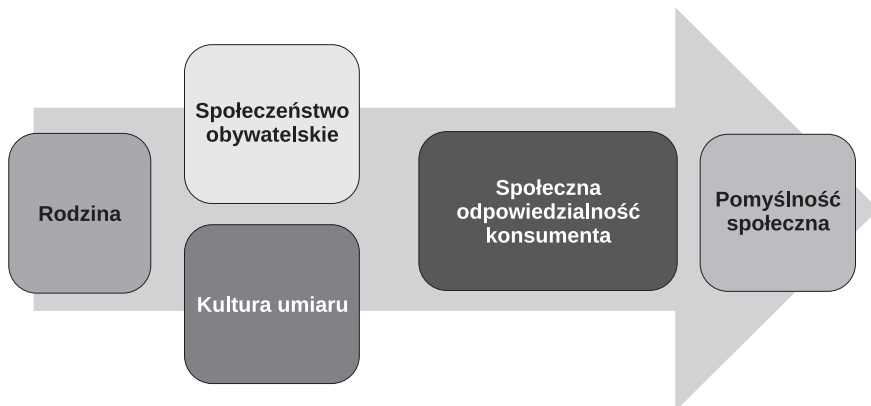 Rodzina
Społeczeństwo
obywatelskie
Kultura umiaru
Społeczna
odpowiedzialność
konsumenta
Pomyślność
społeczna